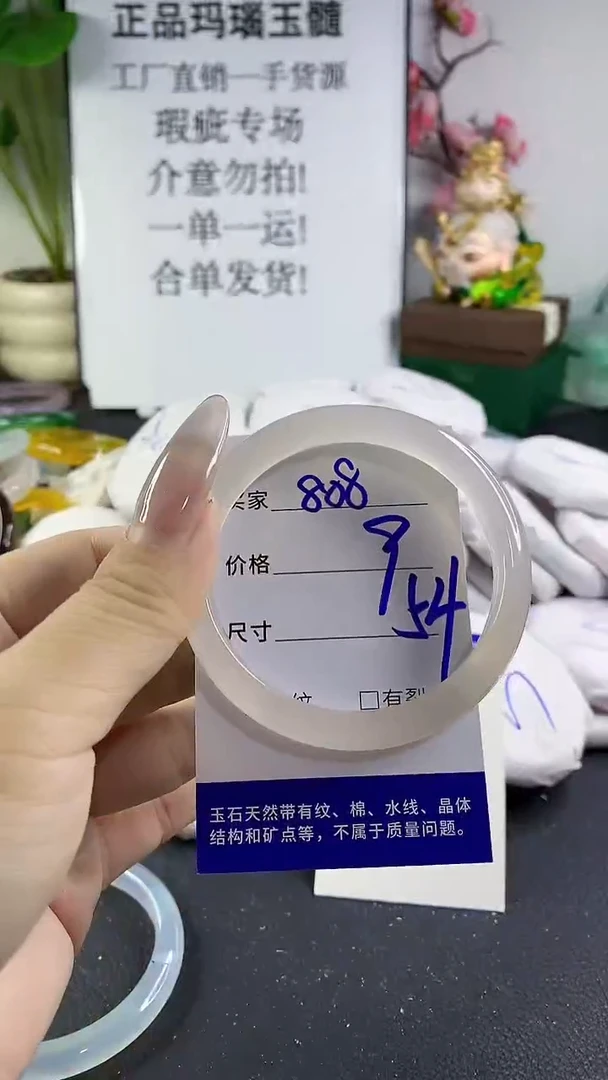 正品玛瑙玉髓
工厂直销一手货源
瑕疵专场
介意勿拍!
一单一运!
合单发货!
买家 808
价格 9
尺寸 54
纹 □有裂
玉石天然带有纹、棉、水线、晶体
结构和矿点等，不属于质量问题。